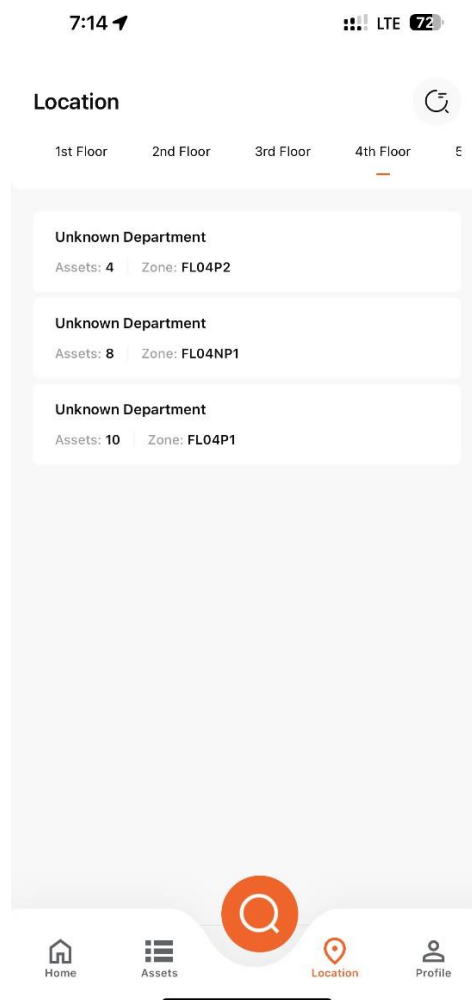 7:14
LTE 72
Location
1st Floor 2nd Floor 3rd Floor 4th Floor 5
Unknown Department
Assets: 4 Zone: FL04P2
Unknown Department
Assets: 8 Zone: FL04NP1
Unknown Department
Assets: 10 Zone: FL04P1
Home Assets Location Profile